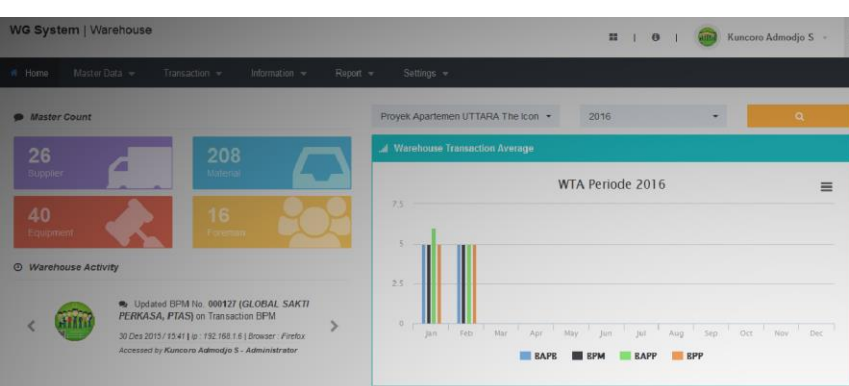 WG System | Warehouse
Kuncoro Admodjo S
Home Master Data Transaction Information Report Settings
Master Count
26
Supplier
208
Material
40
Equipment
16
Foreman
Warehouse Activity
Updated BPM No. 000127 (GLOBAL SAKTI
PERKASA, PTAS) on Transaction BPM
30 Des 2015 / 15:41 | ip : 192.168.1.6 | Browser : Firefox
Accessed by Kuncoro Admodjo S - Administrator
Proyek Apartemen UTTARA The Icon 2016
Warehouse Transaction Average
WTA Periode 2016
7.5
5
2.5
0
Jan Feb Mar Apr May Jun Jul Aug Sep Oct Nov Dec
BAPB BPM BAPP BPP